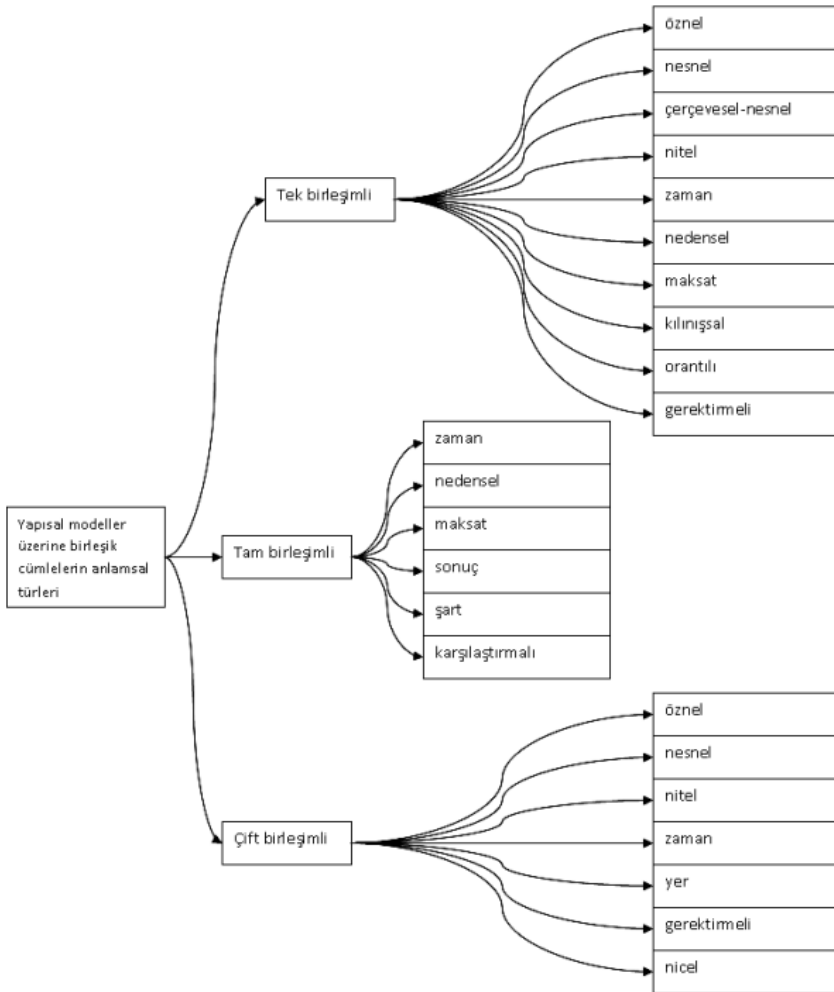 öznel
nesnel
çerçevesel-nesnel
nitel
Tek birleşimli
zaman
nedensel
maksat
kılınışsal
orantılı
gerektirmeli
zaman
nedensel
maksat
Yapısal modeller
üzerine birleşik
cümlelerin anlamsal
türleri
Tam birleşimli
sonuç
şart
karşılaştırmalı
öznel
nesnel
nitel
Çift birleşimli
zaman
yer
gerektirmeli
nicel